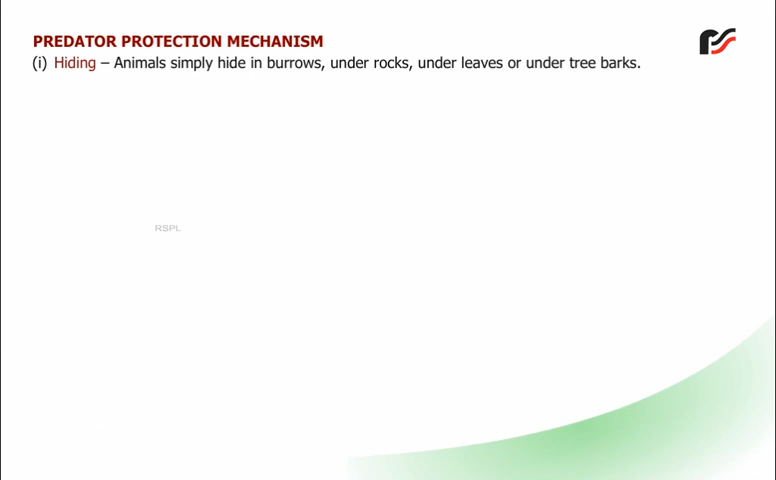 PREDATOR PROTECTION MECHANISM
(i) Hiding – Animals simply hide in burrows, under rocks, under leaves or under tree barks.
RSPL